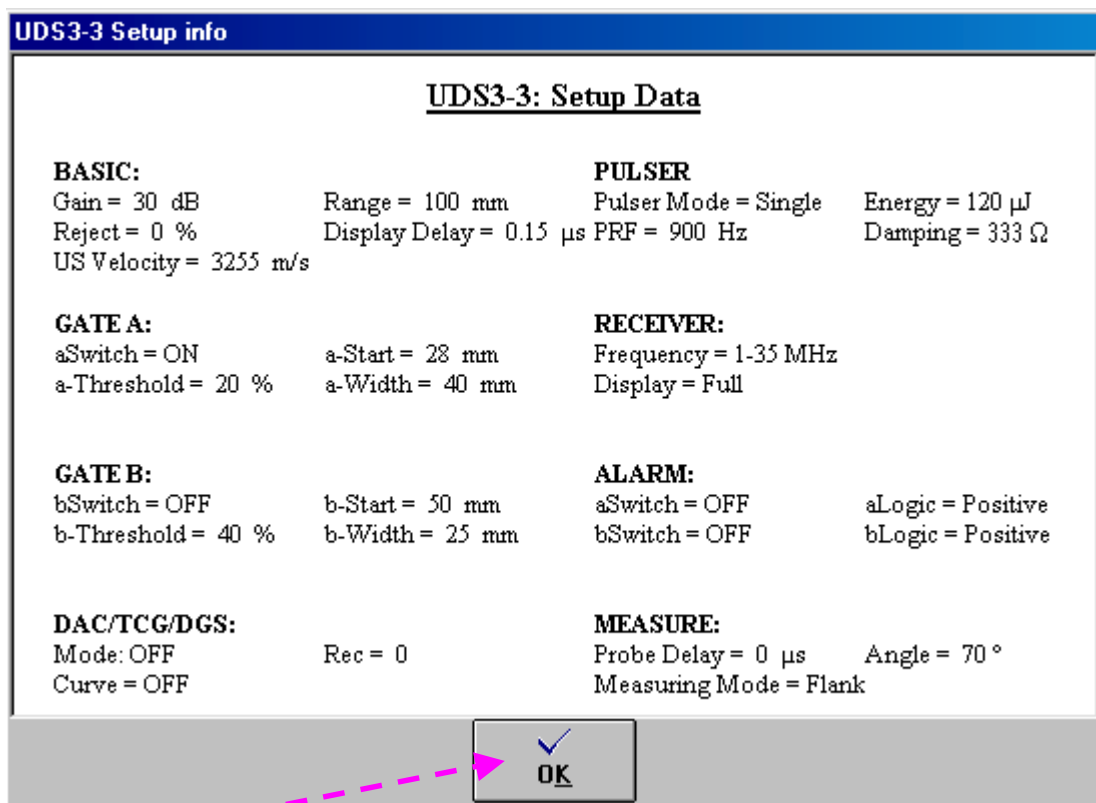 UDS3-3 Setup info
UDS3-3: Setup Data
BASIC:
Gain = 30 dB Range = 100 mm
Reject = 0 % Display Delay = 0.15 µs
US Velocity = 3255 m/s
PULSER
Pulser Mode = Single Energy = 120 µJ
PRF = 900 Hz Damping = 333 Ω
GATE A:
aSwitch = ON a-Start = 28 mm
a-Threshold = 20 % a-Width = 40 mm
RECEIVER:
Frequency = 1-35 MHz
Display = Full
GATE B:
bSwitch = OFF b-Start = 50 mm
b-Threshold = 40 % b-Width = 25 mm
ALARM:
aSwitch = OFF aLogic = Positive
bSwitch = OFF bLogic = Positive
DAC/TCG/DGS:
Mode: OFF Rec = 0
Curve = OFF
MEASURE:
Probe Delay = 0 µs Angle = 70 °
Measuring Mode = Flank
OK